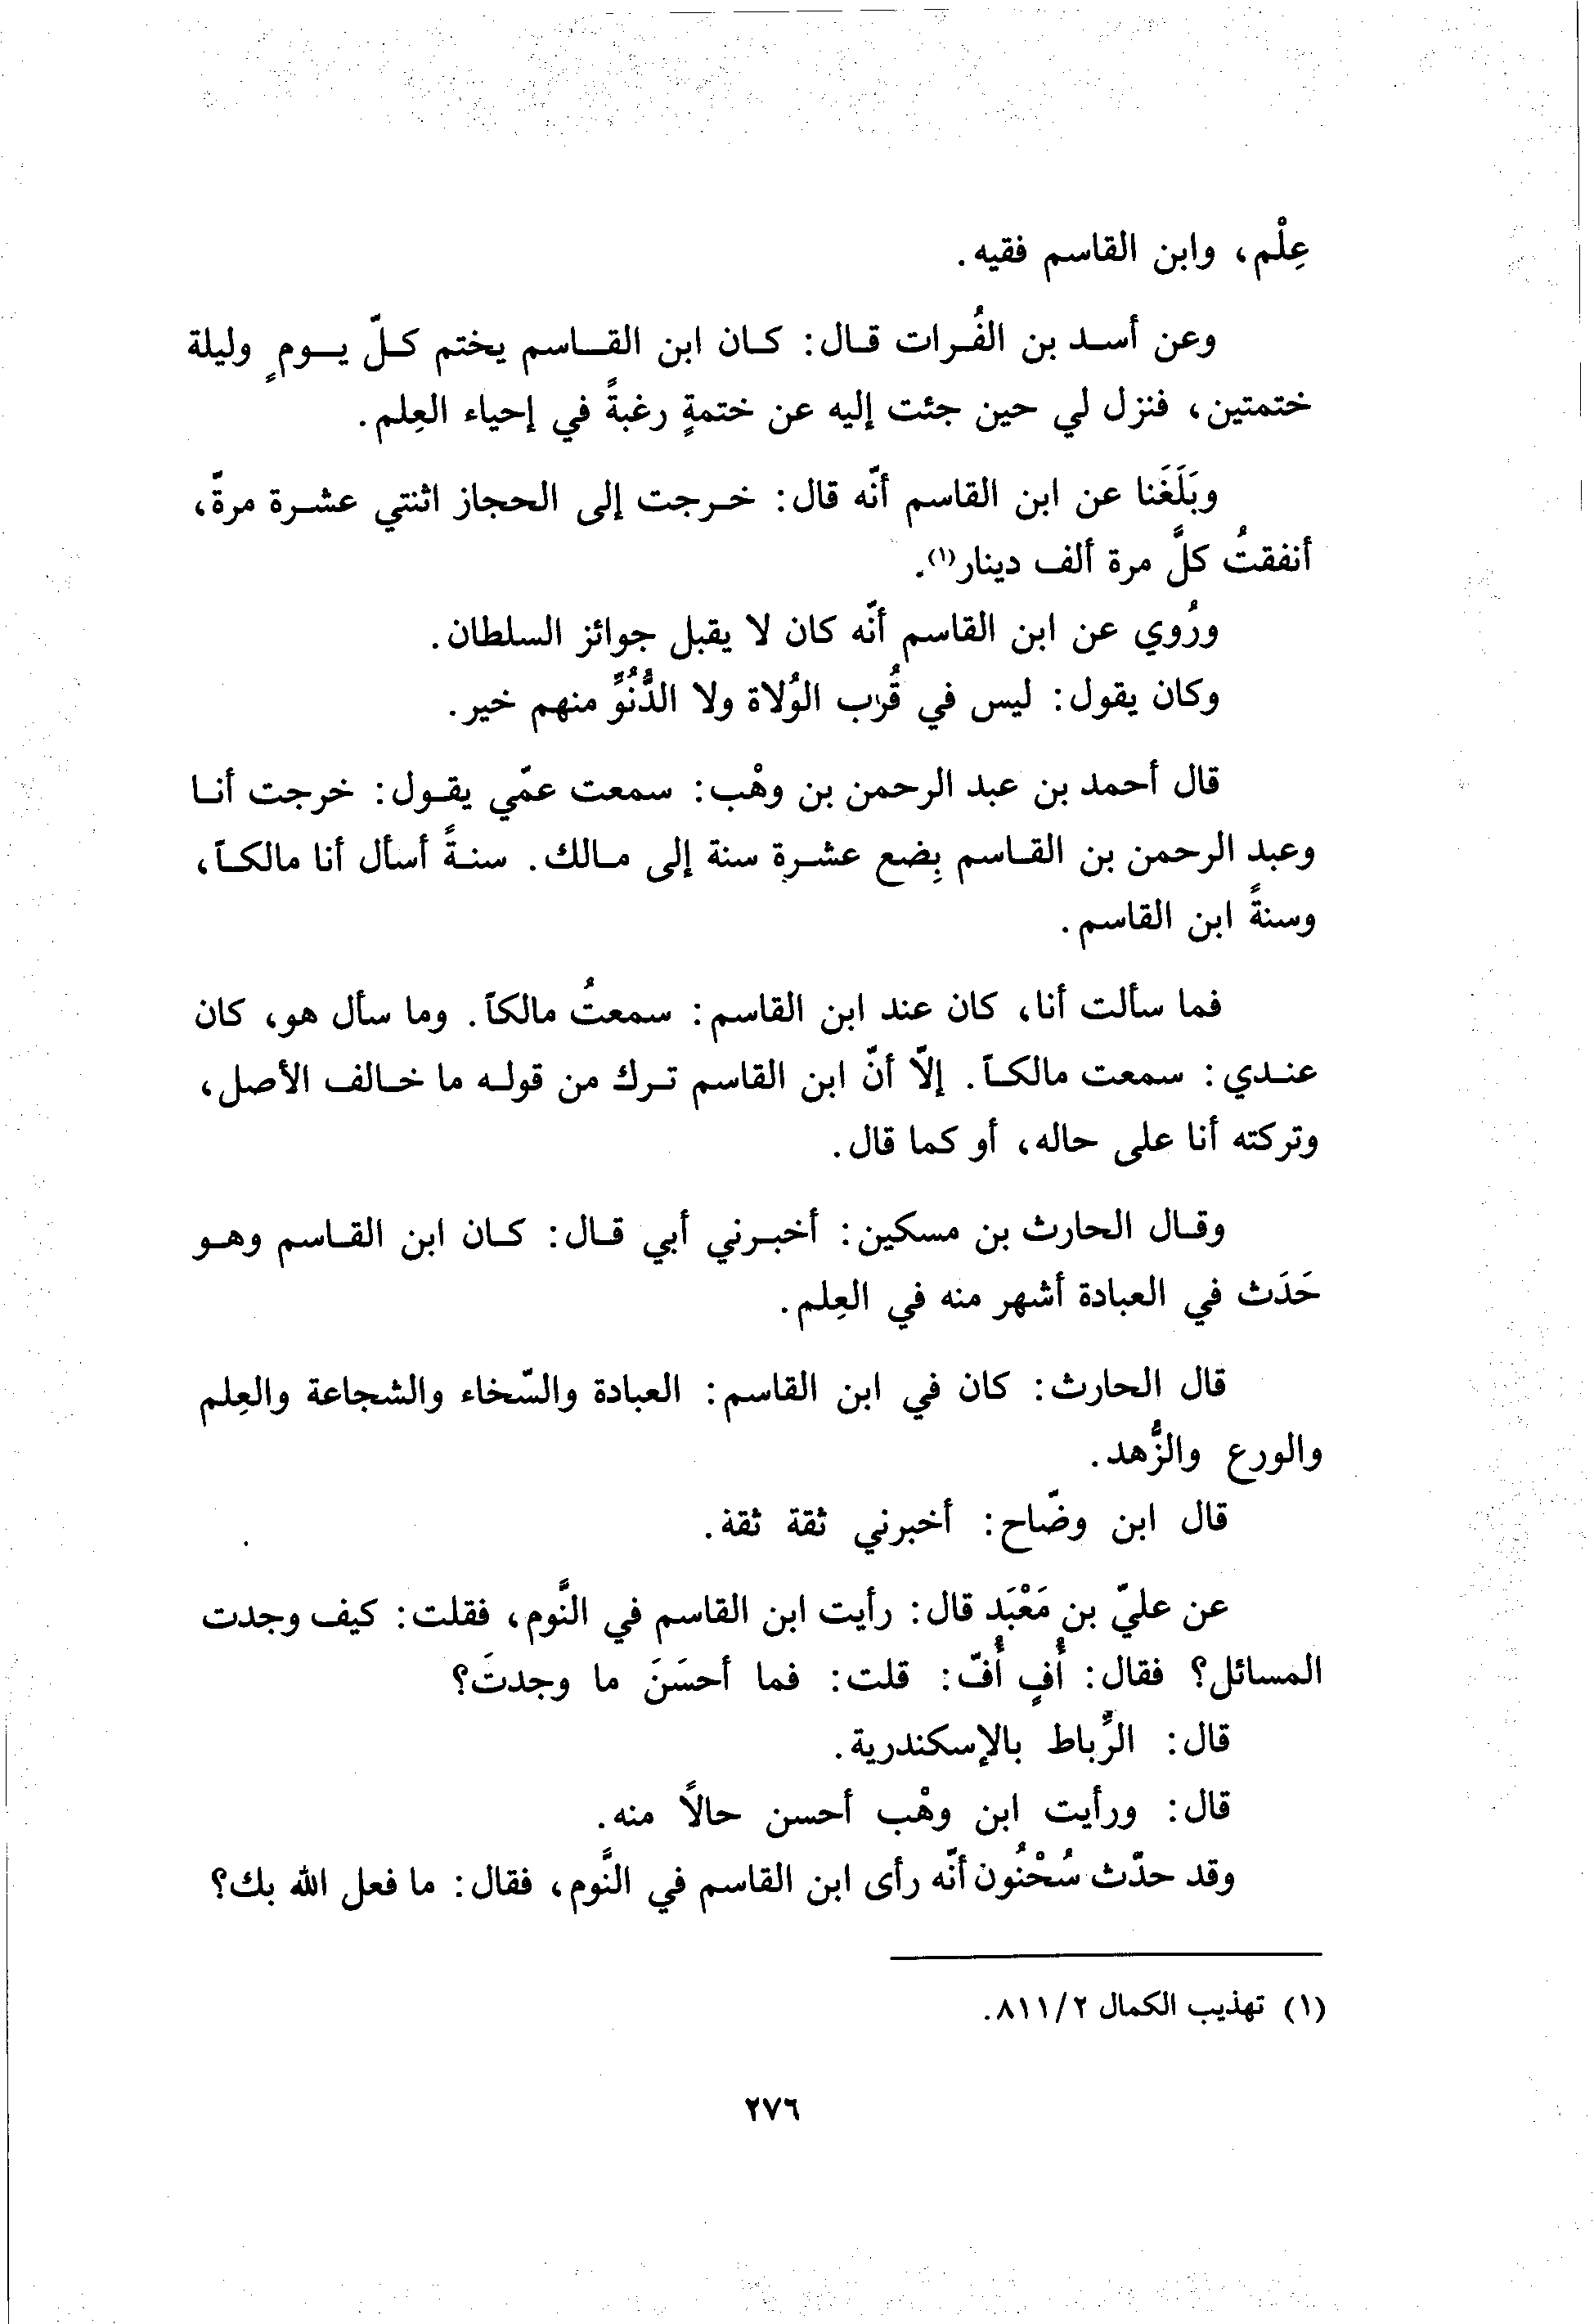 عِلْم، وابن القاسم فقيه.
وعن أسد بن الفُرات قال: كان ابن القاسم يختم كلّ يومٍ وليلة
ختمتين، فنزل لي حين جئت إليه عن ختمةٍ رغبةً في إحياء العِلم.
وبَلَغَنا عن ابن القاسم أنّه قال: خرجت إلى الحجاز اثنتي عشرة مرةّ،
أنفقتُ كلَّ مرة ألف دينار(١).
ورُوي عن ابن القاسم أنّه كان لا يقبل جوائز السلطان.
وكان يقول: ليس في قُرب الوُلاة ولا الدُّنُوِّ منهم خير.
قال أحمد بن عبد الرحمن بن وهْب: سمعت عمّي يقول: خرجت أنا
وعبد الرحمن بن القاسم بِضع عشرة سنة إلى مالك. سنةً أسأل أنا مالكاً،
وسنةً ابن القاسم.
فما سألت أنا، كان عند ابن القاسم: سمعتُ مالكاً. وما سأل هو، كان
عندي: سمعت مالكاً. إلاّ أنّ ابن القاسم ترك من قوله ما خالف الأصل،
وتركته أنا على حاله، أو كما قال.
وقال الحارث بن مسكين: أخبرني أبي قال: كان ابن القاسم وهو
حَدَث في العبادة أشهر منه في العِلم.
قال الحارث: كان في ابن القاسم: العبادة والسّخاء والشجاعة والعِلم
والورع والزُّهد.
قال ابن وضّاح: أخبرني ثقة ثقة.
عن عليّ بن مَعْبَد قال: رأيت ابن القاسم في النَّوم، فقلت: كيف وجدت
المسائل؟ فقال: أُفٍ أُفّ: قلت: فما أحسَنَ ما وجدتَ؟
قال: الرِّباط بالإسكندرية.
قال: ورأيت ابن وهْب أحسن حالاً منه.
وقد حدّث سُحْنُون أنّه رأى ابن القاسم في النَّوم، فقال: ما فعل الله بك؟
(١) تهذيب الكمال ٨١١/٢.
٢٧٦